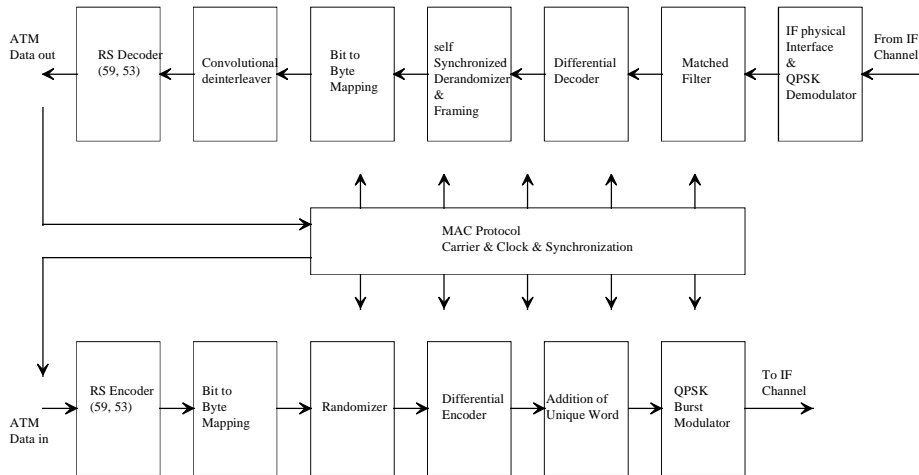 ATM
Data out
RS Decoder
(59, 53)
Convolutional
deinterleaver
Bit to
Byte
Mapping
self
Synchronized
Derandomizer
&
Framing
Differential
Decoder
Matched
Filter
IF physical
Interface
&
QPSK
Demodulator
From IF
Channel
MAC Protocol
Carrier & Clock & Synchronization
ATM
Data in
RS Encoder
(59, 53)
Bit to
Byte
Mapping
Randomizer
Differential
Encoder
Addition of
Unique Word
QPSK
Burst
Modulator
To IF
Channel